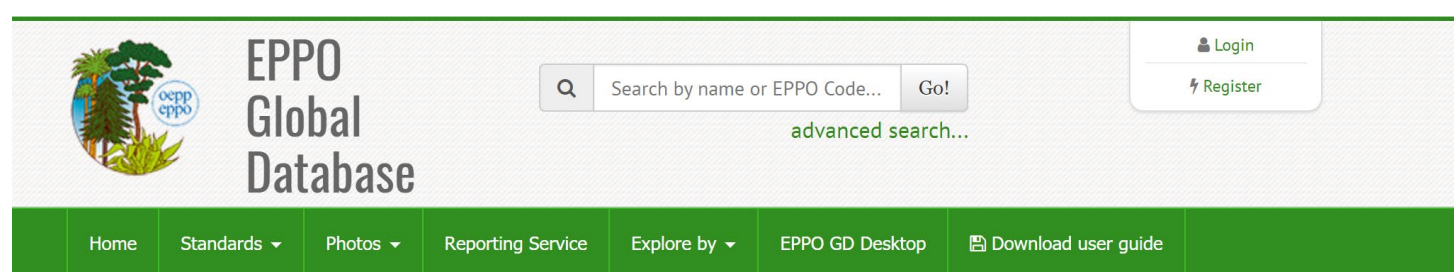 oepp
eppo
EPPO
Global
Database
Search by name or EPPO Code...
Go!
advanced search...
Login
Register
Home
Standards
Photos
Reporting Service
Explore by
EPPO GD Desktop
Download user guide